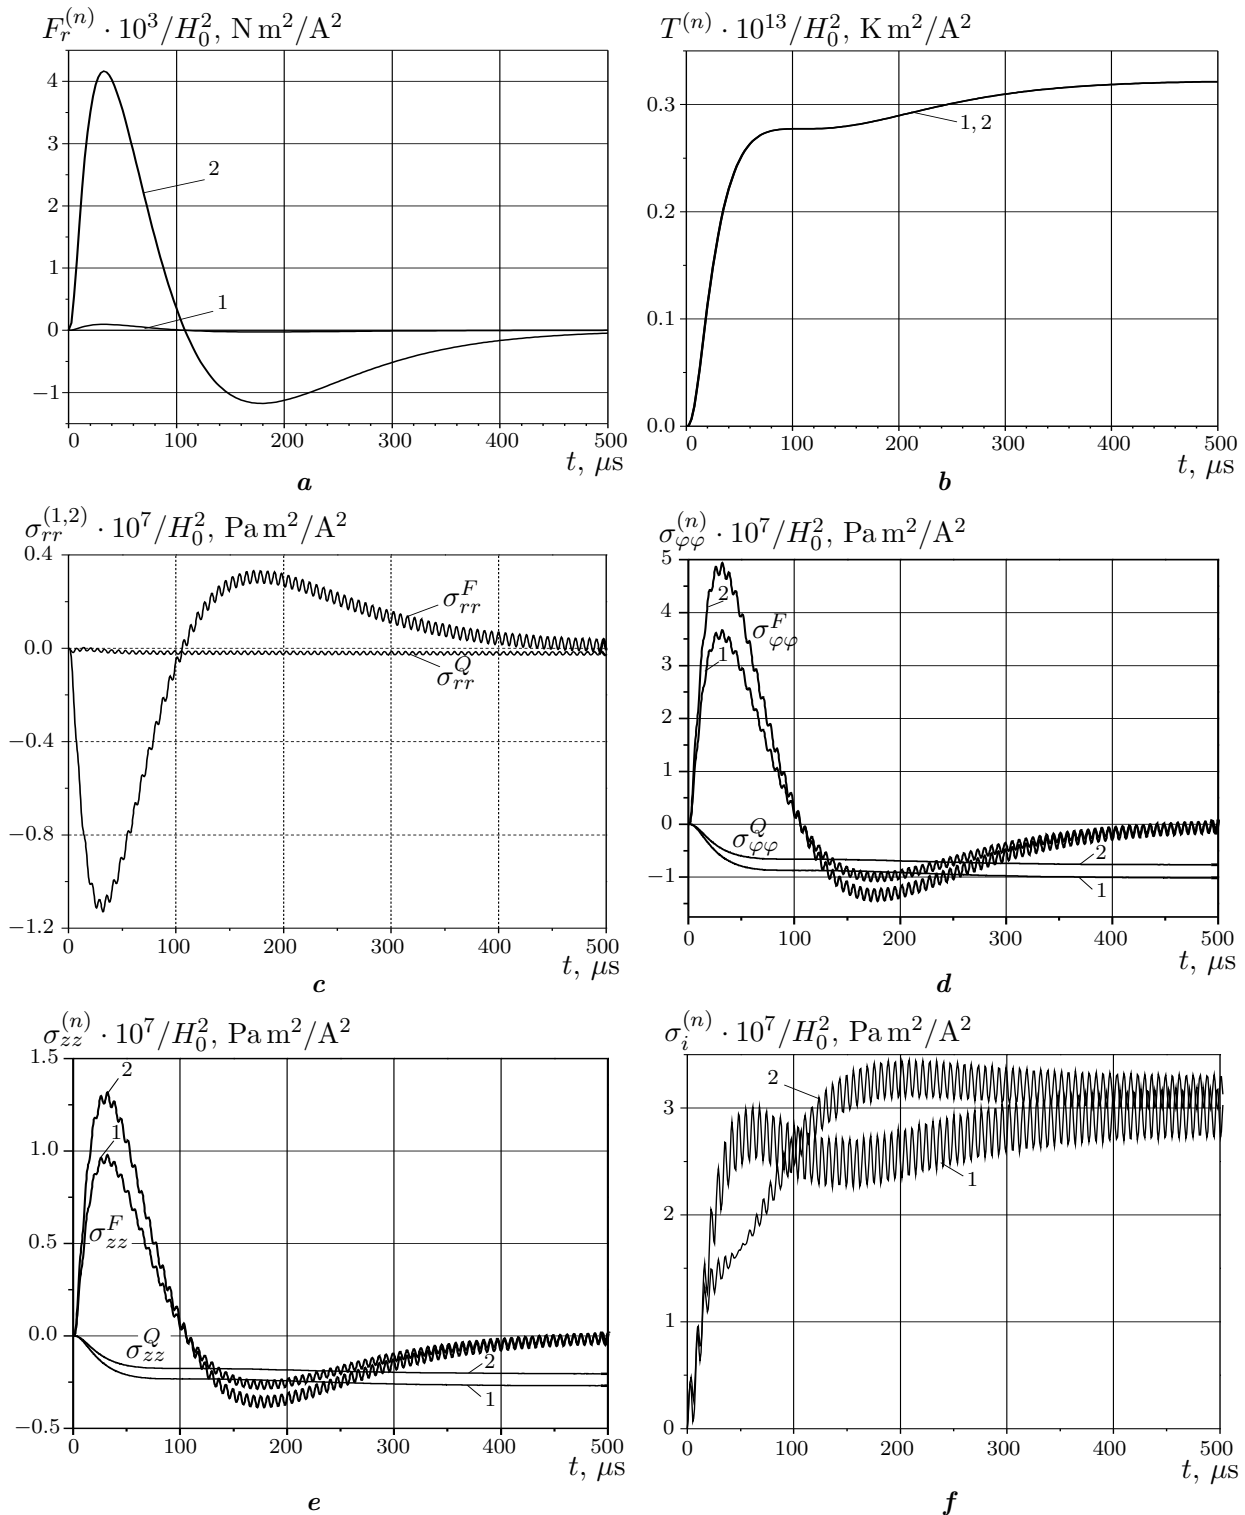 F_r^{(n)} · 10^3/H_0^2, N m^2/A^2
4
3
2
1
0
−1
2
1
0 100 200 300 400 500
t, μs
a
T^{(n)} · 10^{13}/H_0^2, K m^2/A^2
0.3
0.2
0.1
0.0
1, 2
0 100 200 300 400 500
t, μs
b
σ_{rr}^{(1,2)} · 10^7/H_0^2, Pa m^2/A^2
0.4
0.0
−0.4
−0.8
−1.2
σ_{rr}^F
σ_{rr}^Q
0 100 200 300 400 500
t, μs
c
σ_{φφ}^{(n)} · 10^7/H_0^2, Pa m^2/A^2
5
4
3
2
1
0
−1
2
σ_{φφ}^F
1
σ_{φφ}^Q
2
1
0 100 200 300 400 500
t, μs
d
σ_{zz}^{(n)} · 10^7/H_0^2, Pa m^2/A^2
1.5
1.0
0.5
0.0
−0.5
2
1
σ_{zz}^F
σ_{zz}^Q
2
1
0 100 200 300 400 500
t, μs
e
σ_i^{(n)} · 10^7/H_0^2, Pa m^2/A^2
3
2
1
0
2
1
0 100 200 300 400 500
t, μs
f